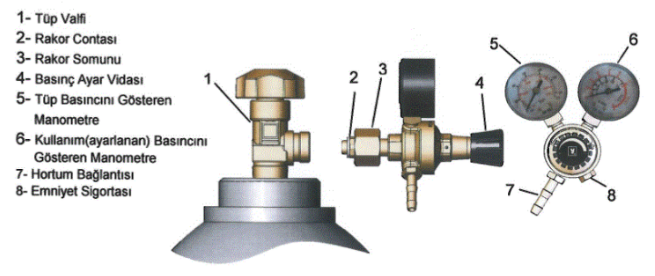 1- Tüp Valfi
2- Rakor Contası
3- Rakor Somunu
4- Basınç Ayar Vidası
5- Tüp Basıncını Gösteren
Manometre
6- Kullanım(ayarlanan) Basıncını
Gösteren Manometre
7- Hortum Bağlantısı
8- Emniyet Sigortası
1
2
3
4
5
6
7
8